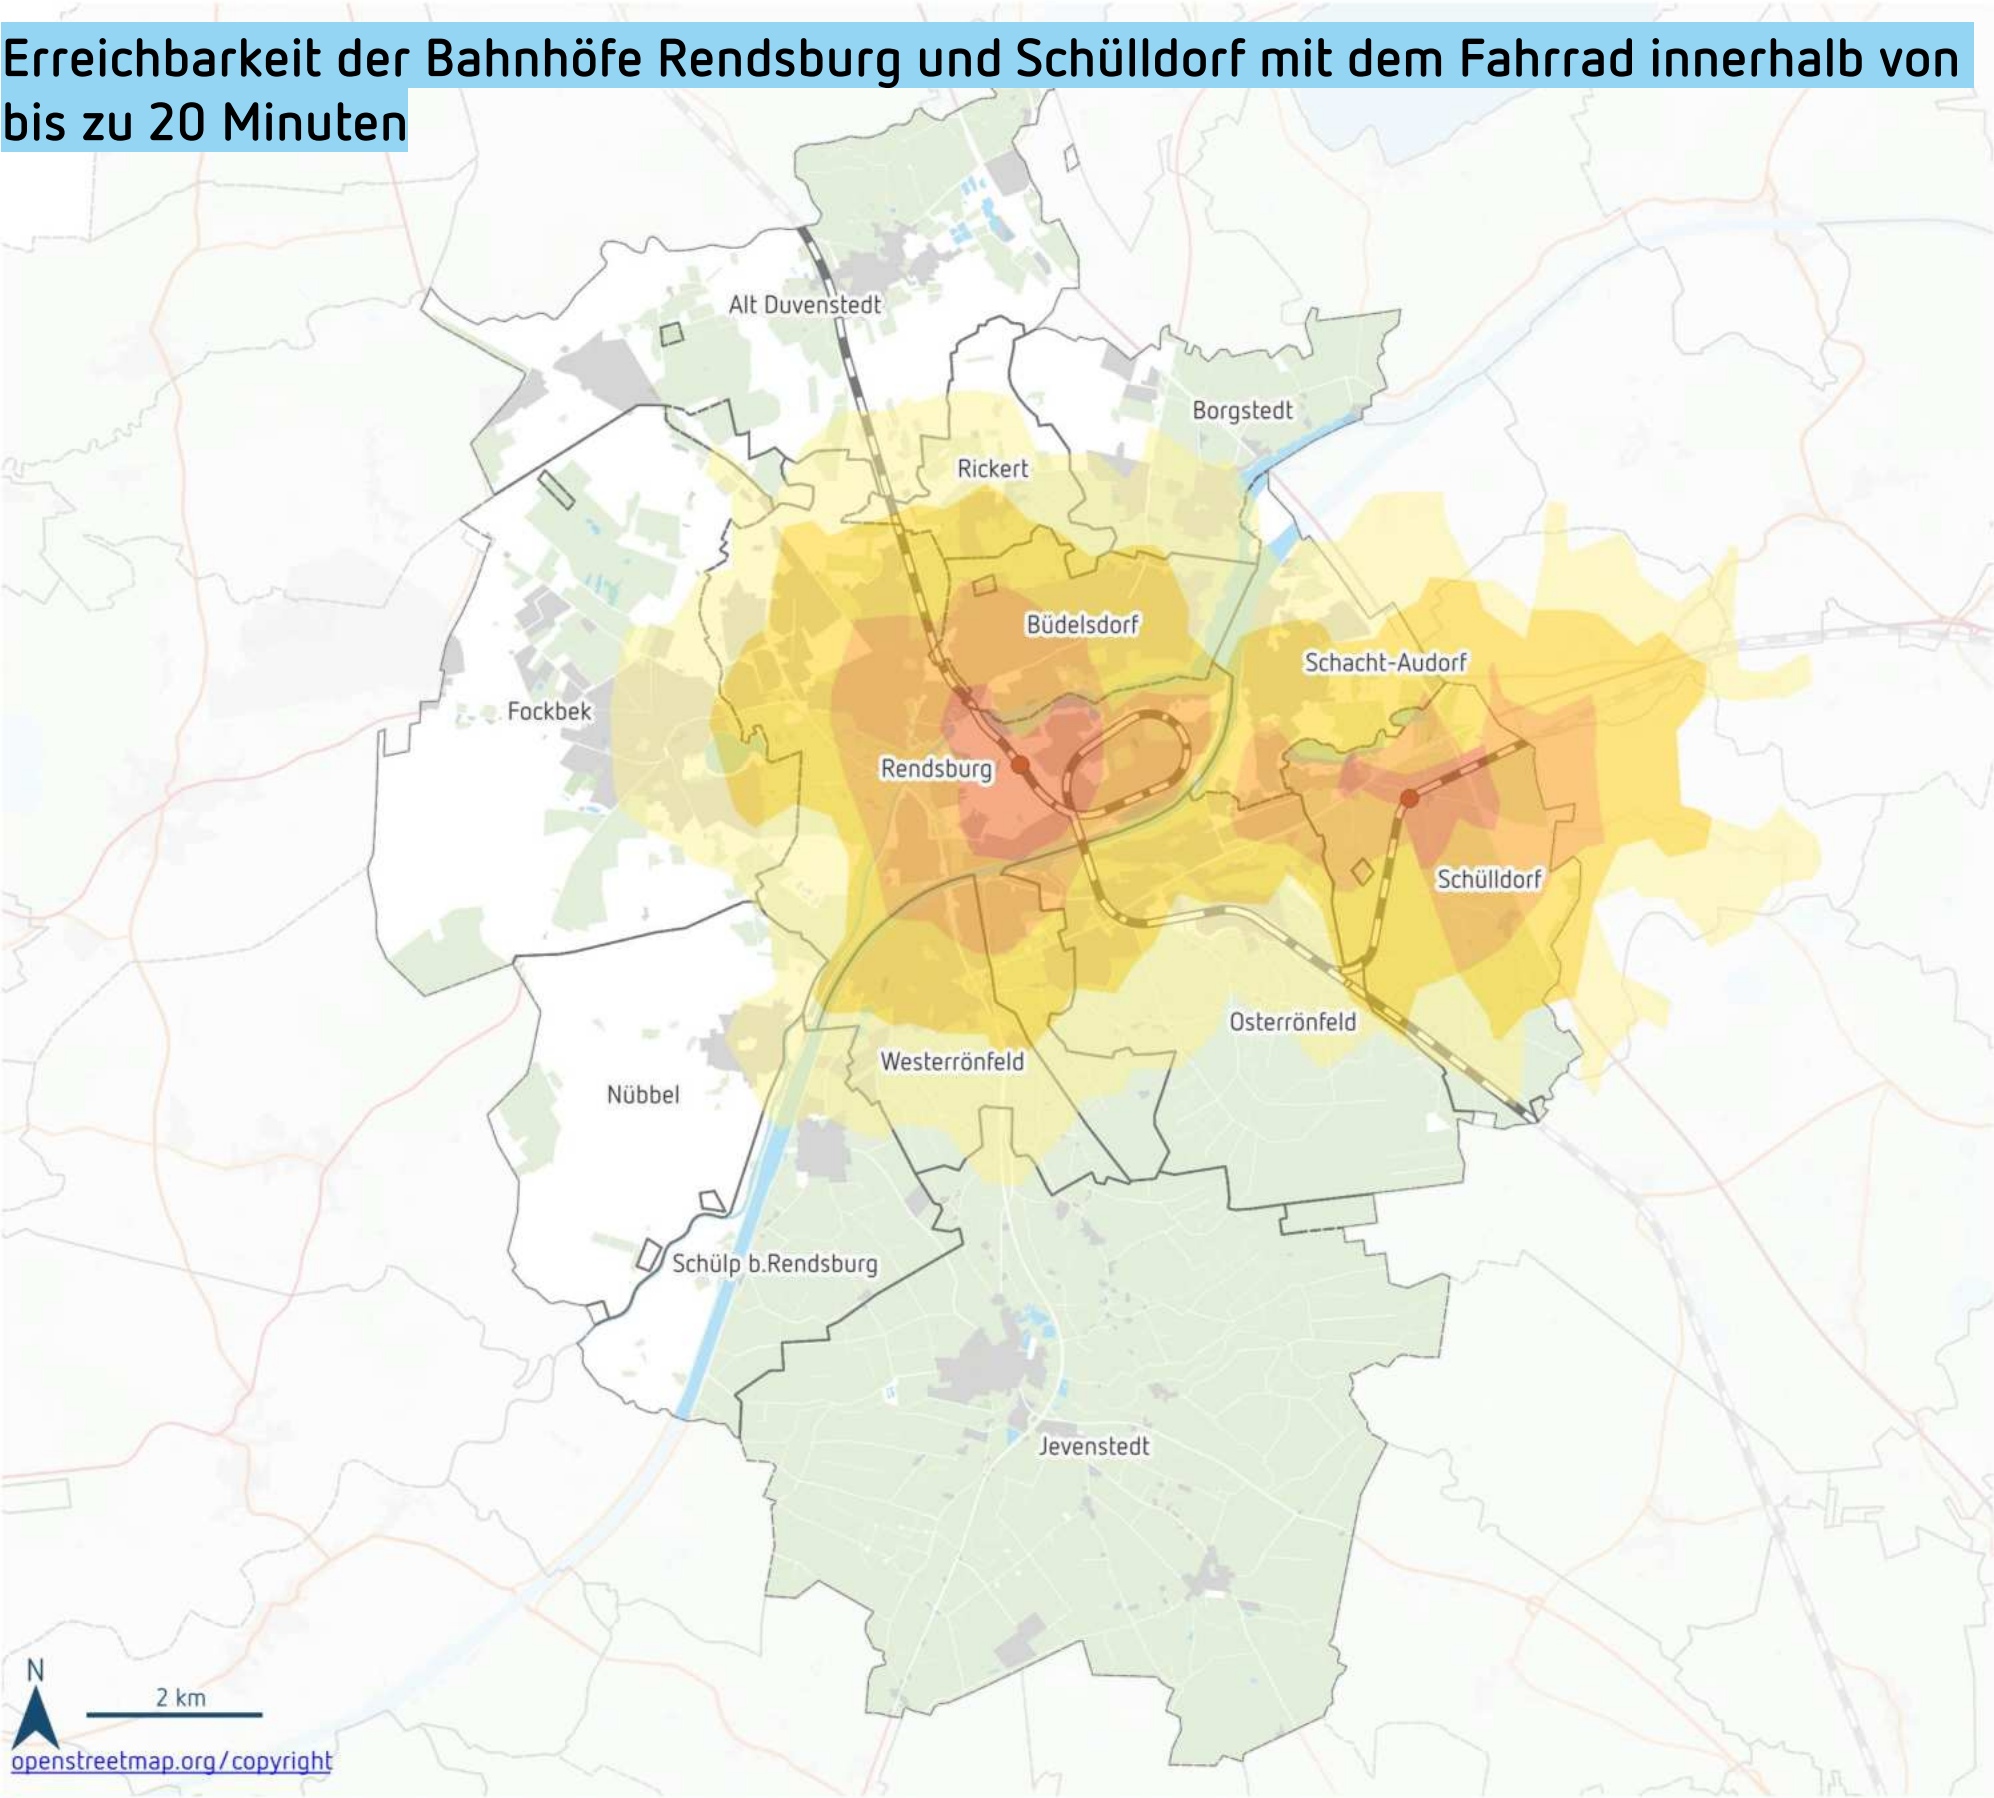 Erreichbarkeit der Bahnhöfe Rendsburg und Schülldorf mit dem Fahrrad innerhalb von
bis zu 20 Minuten
Alt Duvenstedt
Borgstedt
Rickert
Büdelsdorf
Schacht-Audorf
Fockbek
Rendsburg
Schülldorf
Osterrönfeld
Westerrönfeld
Nübbel
Schülp b.Rendsburg
Jevenstedt
N
2 km
openstreetmap.org/copyright